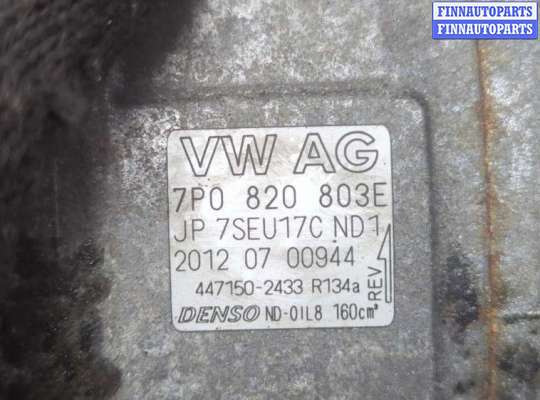 FINNAUTOPARTS
FINNAUTOPARTS
VW AG
7P0 820 803E
JP 7SEU17C ND1
2012 07 00944
447150-2433 R134a
REV
DENSO ND-OIL8 160cm³